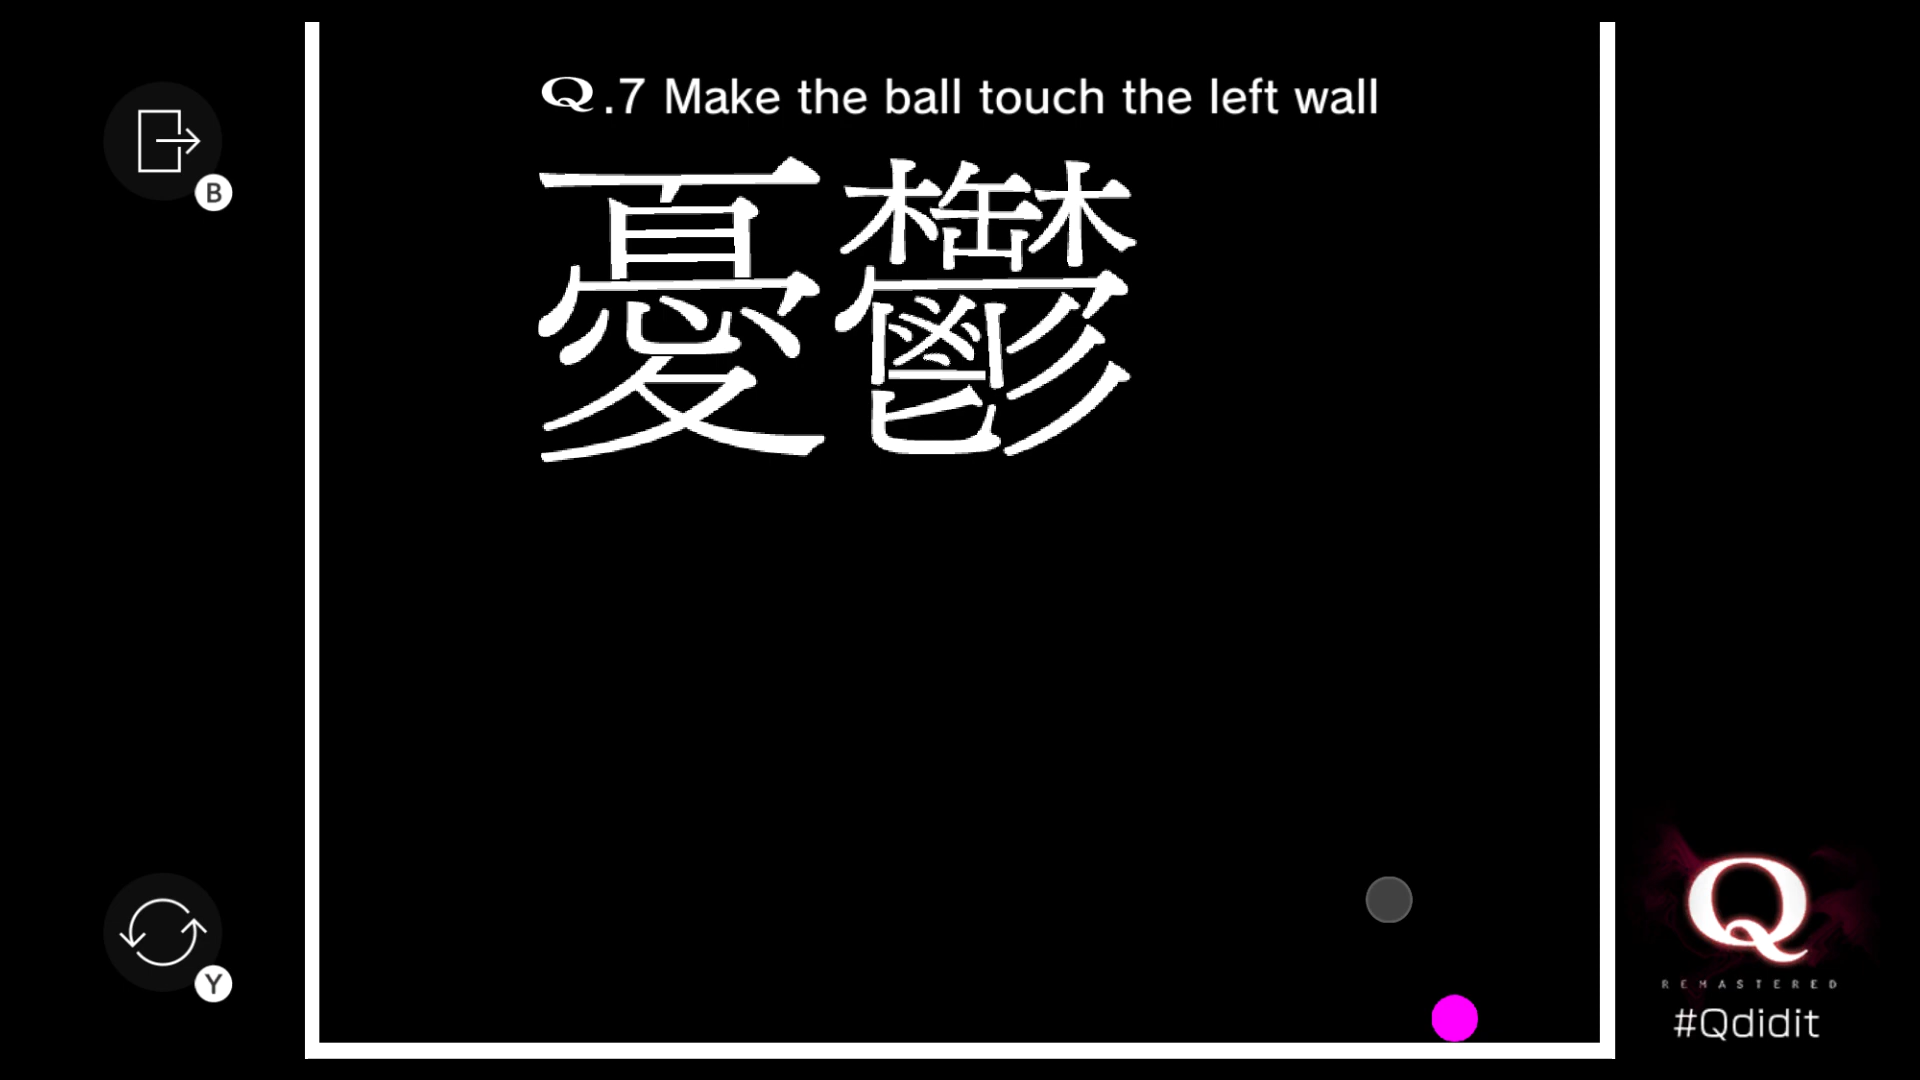 Q.7 Make the ball touch the left wall
憂鬱
B
Y
Q
REMASTERED
#Qdidit